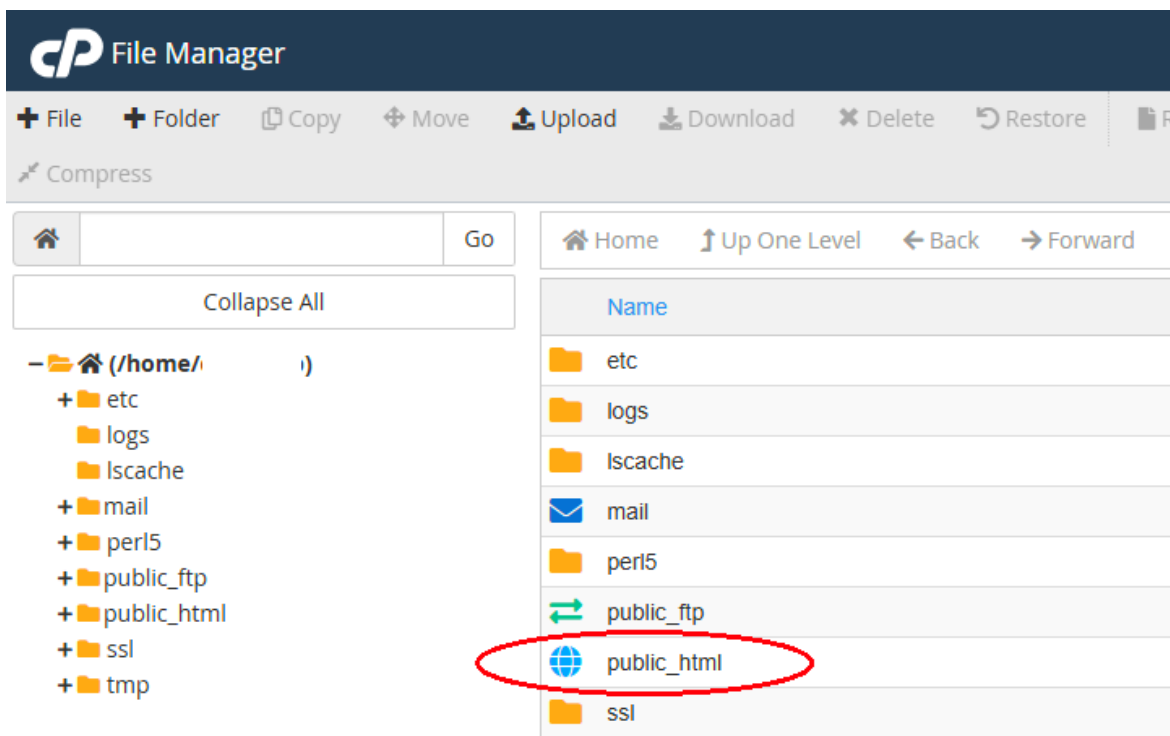 cP File Manager
File Folder Copy Move Upload Download Delete Restore
Compress
Go
Home Up One Level Back Forward
Collapse All
Name
(/home/ )
etc
logs
lscache
mail
perl5
public_ftp
public_html
ssl
tmp
etc
logs
lscache
mail
perl5
public_ftp
public_html
ssl